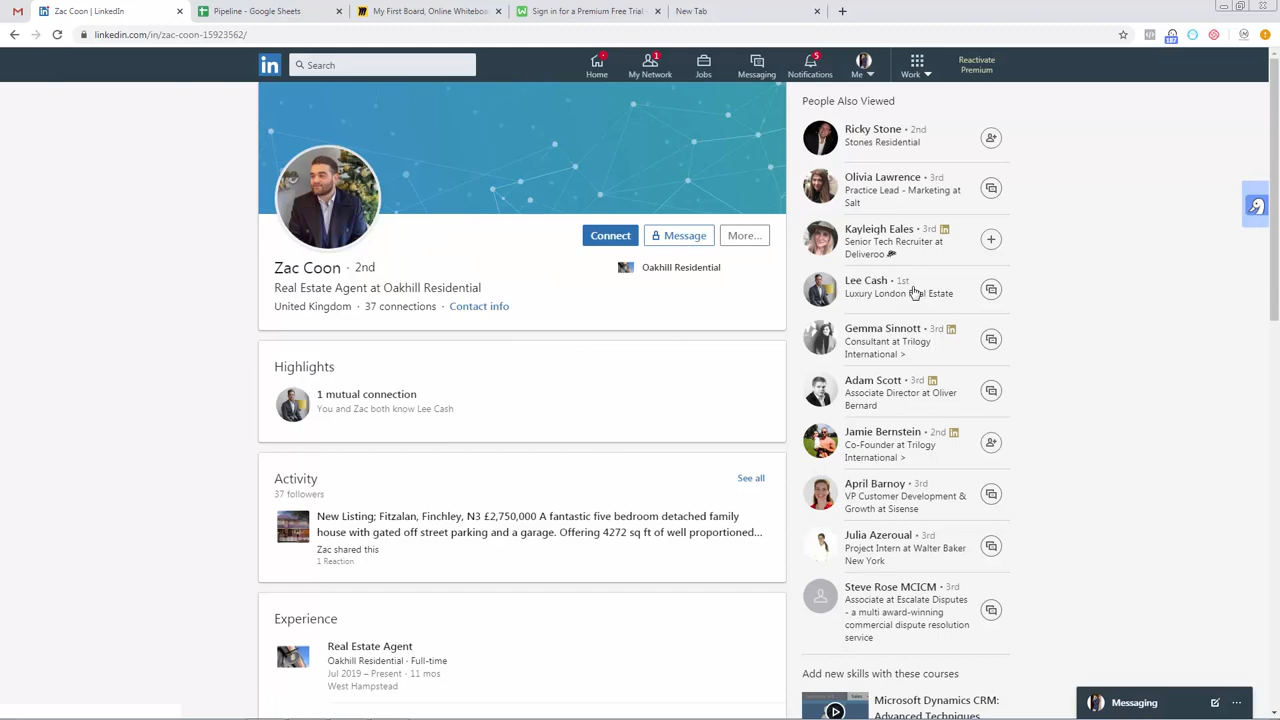 Zac Coon | LinkedIn
Pipeline - Google Sheets
My First Board, Online Whiteboard
Sign in for a Premium Free Trial
New Tab
linkedin.com/in/zac-coon-15923562/
187
in
Search
Home
1
My Network
Jobs
Messaging
5
Notifications
Me
Work
Reactivate
Premium
Zac Coon · 2nd
Real Estate Agent at Oakhill Residential
United Kingdom · 37 connections · Contact info
Connect
Message
More...
Oakhill Residential
Highlights
1 mutual connection
You and Zac both know Lee Cash
Activity
See all
37 followers
New Listing; Fitzalan, Finchley, N3 £2,750,000 A fantastic five bedroom detached family
house with gated off street parking and a garage. Offering 4272 sq ft of well proportioned...
Zac shared this
1 Reaction
Experience
Real Estate Agent
Oakhill Residential · Full-time
Jul 2019 – Present · 11 mos
West Hampstead
People Also Viewed
Ricky Stone • 2nd
Stones Residential
Olivia Lawrence • 3rd
Practice Lead - Marketing at
Salt
Kayleigh Eales • 3rd in
Senior Tech Recruiter at
Deliveroo
Lee Cash • 1st
Luxury London Real Estate
Gemma Sinnott • 3rd in
Consultant at Trilogy
International >
Adam Scott • 3rd in
Associate Director at Oliver
Bernard
Jamie Bernstein • 2nd in
Co-Founder at Trilogy
International >
April Barnoy • 3rd
VP Customer Development &
Growth at Sisense
Julia Azeroual • 3rd
Project Intern at Walter Baker
New York
Steve Rose MCICM • 3rd
Associate at Escalate Disputes
- a multi award-winning
commercial dispute resolution
service
Add new skills with these courses
Microsoft Dynamics CRM:
Advanced Techniques
Messaging